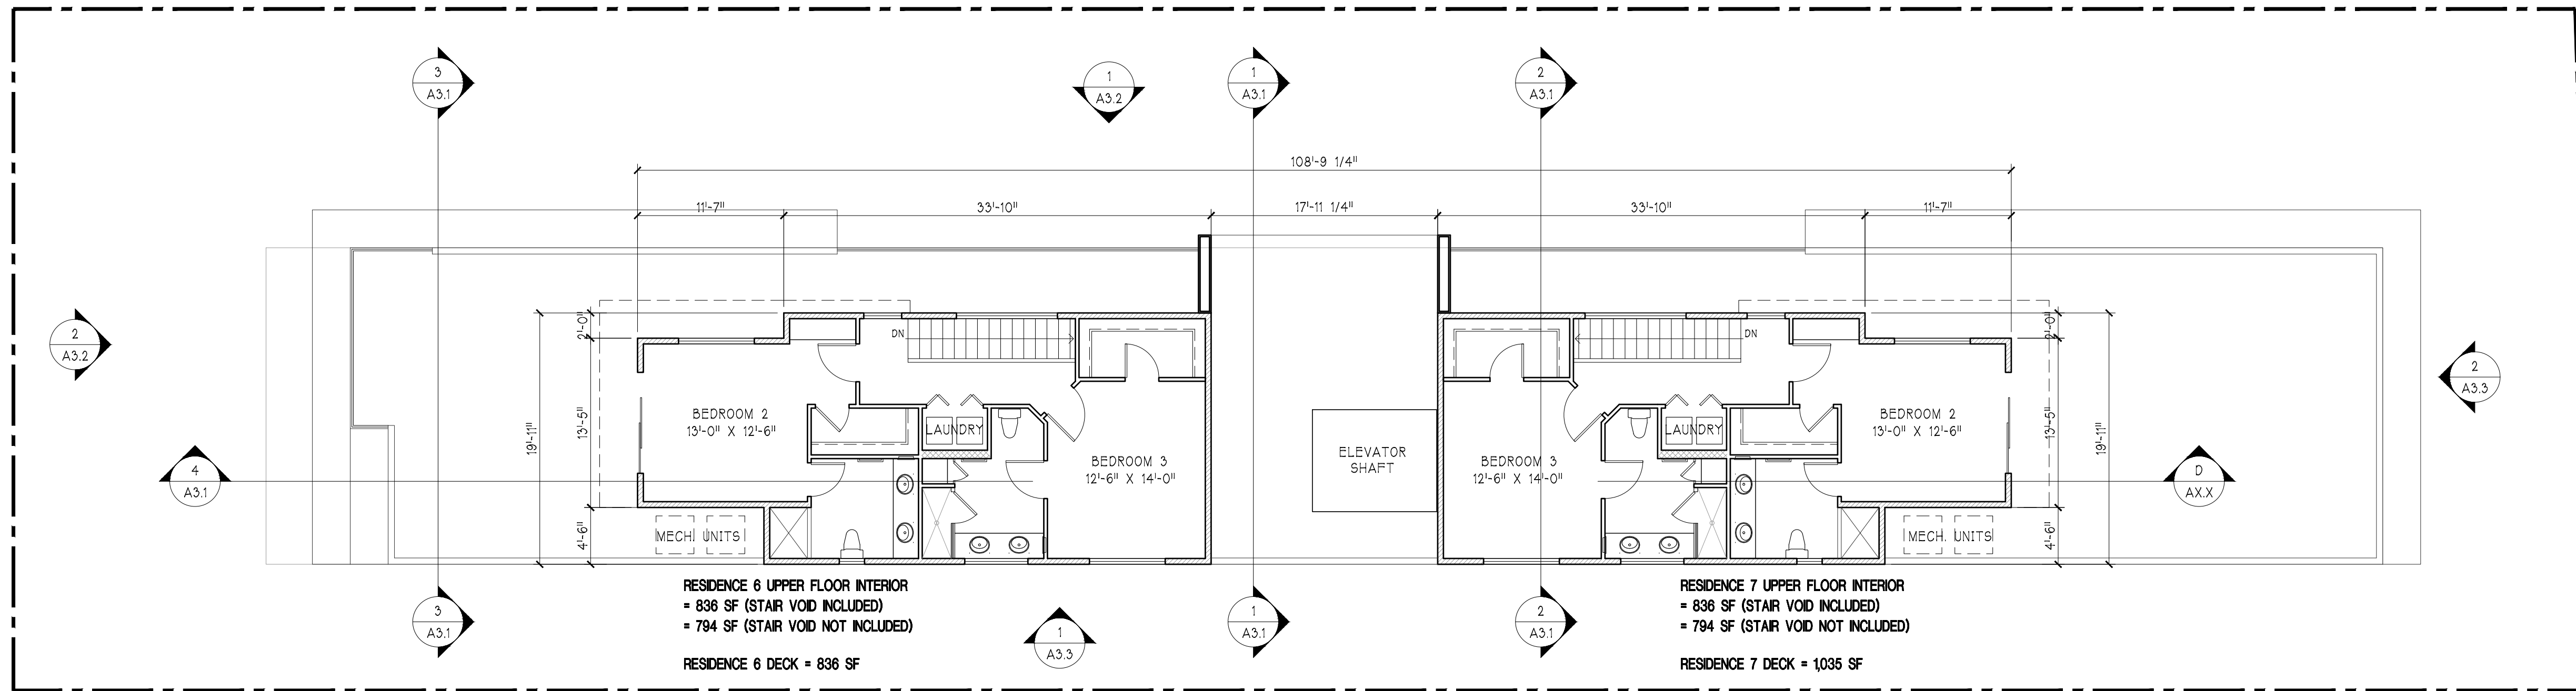 3
A3.1
1
A3.2
1
A3.1
2
A3.1
108'-9 1/4"
11'-7"
33'-10"
17'-11 1/4"
33'-10"
11'-7"
2
A3.2
4
A3.1
19'-11"
2'-0"
13'-5"
4'-6"
BEDROOM 2
13'-0" X 12'-6"
DN
LAUNDRY
BEDROOM 3
12'-6" X 14'-0"
MECH. UNITS
ELEVATOR
SHAFT
BEDROOM 3
12'-6" X 14'-0"
DN
LAUNDRY
BEDROOM 2
13'-0" X 12'-6"
MECH. UNITS
2'-0"
13'-5"
4'-6"
19'-11"
D
AX.X
2
A3.3
RESIDENCE 6 UPPER FLOOR INTERIOR
= 836 SF (STAIR VOID INCLUDED)
= 794 SF (STAIR VOID NOT INCLUDED)
RESIDENCE 6 DECK = 836 SF
RESIDENCE 7 UPPER FLOOR INTERIOR
= 836 SF (STAIR VOID INCLUDED)
= 794 SF (STAIR VOID NOT INCLUDED)
RESIDENCE 7 DECK = 1,035 SF
3
A3.1
1
A3.3
1
A3.1
2
A3.1